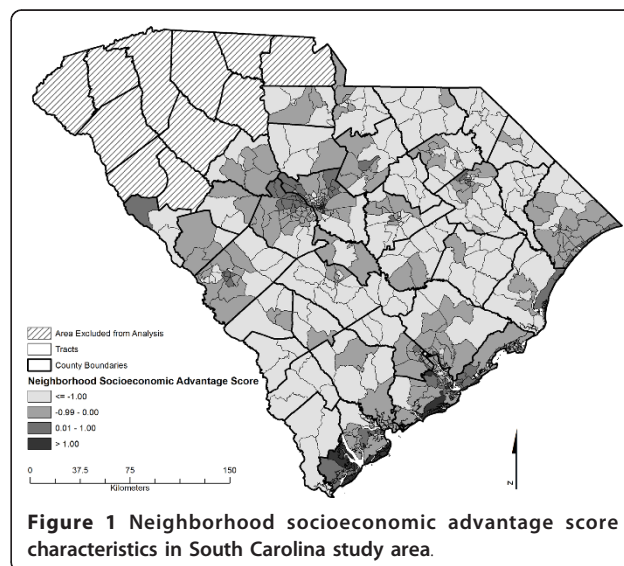 Area Excluded from Analysis
Tracts
County Boundaries
Neighborhood Socioeconomic Advantage Score
<= -1.00
-0.99 - 0.00
0.01 - 1.00
> 1.00
0 37.5 75 150
Kilometers
N
Figure 1 Neighborhood socioeconomic advantage score
characteristics in South Carolina study area.